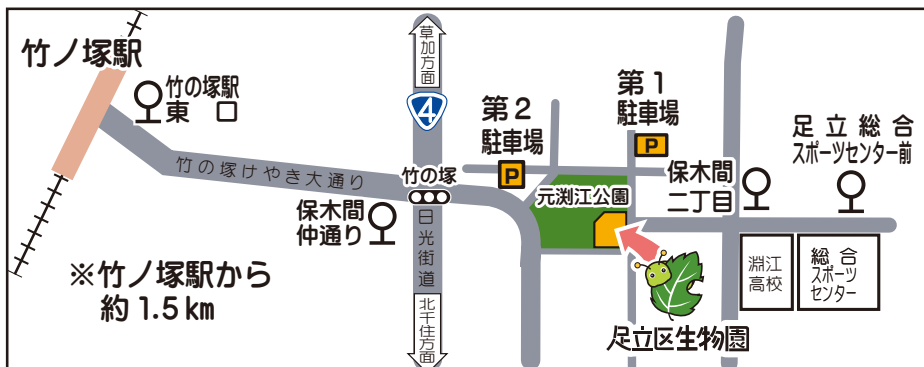 竹ノ塚駅
竹の塚駅
東口
竹の塚けやき大通り
保木間
仲通り
※竹ノ塚駅から
約1.5km
草加方面
4
竹の塚
日光街道
北千住方面
第2
駐車場
P
第1
駐車場
P
元渕江公園
保木間
二丁目
足立総合
スポーツセンター前
淵江
高校
総合
スポーツ
センター
足立区生物園